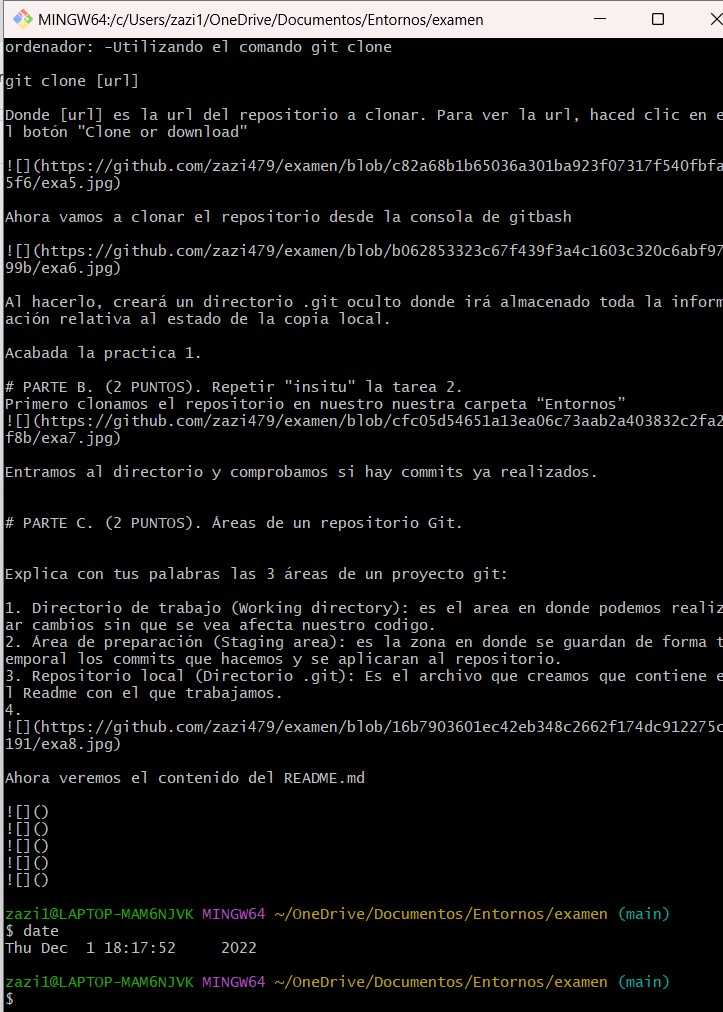 MINGW64:/c/Users/zazi1/OneDrive/Documentos/Entornos/examen
ordenador: -Utilizando el comando git clone
git clone [url]
Donde [url] es la url del repositorio a clonar. Para ver la url, haced clic en e
l botón "Clone or download"
![](https://github.com/zazi479/examen/blob/c82a68b1b65036a301ba923f07317f540fbfa
5f6/exa5.jpg)
Ahora vamos a clonar el repositorio desde la consola de gitbash
![](https://github.com/zazi479/examen/blob/b062853323c67f439f3a4c1603c320c6abf97
99b/exa6.jpg)
Al hacerlo, creará un directorio .git oculto donde irá almacenado toda la inform
ación relativa al estado de la copia local.
Acabada la practica 1.
# PARTE B. (2 PUNTOS). Repetir "insitu" la tarea 2.
Primero clonamos el repositorio en nuestro nuestra carpeta “Entornos”
![](https://github.com/zazi479/examen/blob/cfc05d54651a13ea06c73aab2a403832c2fa2
f8b/exa7.jpg)
Entramos al directorio y comprobamos si hay commits ya realizados.
# PARTE C. (2 PUNTOS). Áreas de un repositorio Git.
Explica con tus palabras las 3 áreas de un proyecto git:
1. Directorio de trabajo (Working directory): es el area en donde podemos realiz
ar cambios sin que se vea afecta nuestro codigo.
2. Área de preparación (Staging area): es la zona en donde se guardan de forma t
emporal los commits que hacemos y se aplicaran al repositorio.
3. Repositorio local (Directorio .git): Es el archivo que creamos que contiene e
l Readme con el que trabajamos.
4.
![](https://github.com/zazi479/examen/blob/16b7903601ec42eb348c2662f174dc912275c
191/exa8.jpg)
Ahora veremos el contenido del README.md
![]()
![]()
![]()
![]()
![]()
zazi1@LAPTOP-MAM6NJVK MINGW64 ~/OneDrive/Documentos/Entornos/examen (main)
$ date
Thu Dec  1 18:17:52     2022
zazi1@LAPTOP-MAM6NJVK MINGW64 ~/OneDrive/Documentos/Entornos/examen (main)
$